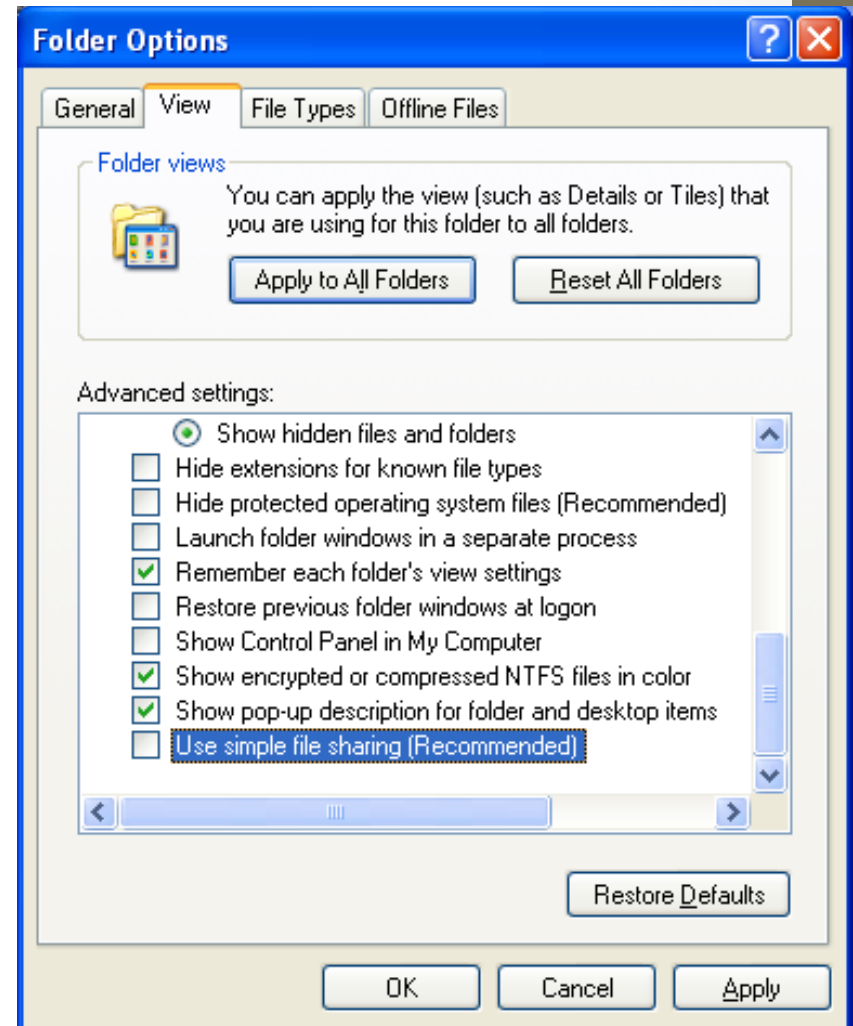 Folder Options
General View File Types Offline Files
Folder views
You can apply the view (such as Details or Tiles) that
you are using for this folder to all folders.
Apply to All Folders Reset All Folders
Advanced settings:
Show hidden files and folders
Hide extensions for known file types
Hide protected operating system files (Recommended)
Launch folder windows in a separate process
Remember each folder's view settings
Restore previous folder windows at logon
Show Control Panel in My Computer
Show encrypted or compressed NTFS files in color
Show pop-up description for folder and desktop items
Use simple file sharing (Recommended)
Restore Defaults
OK Cancel Apply